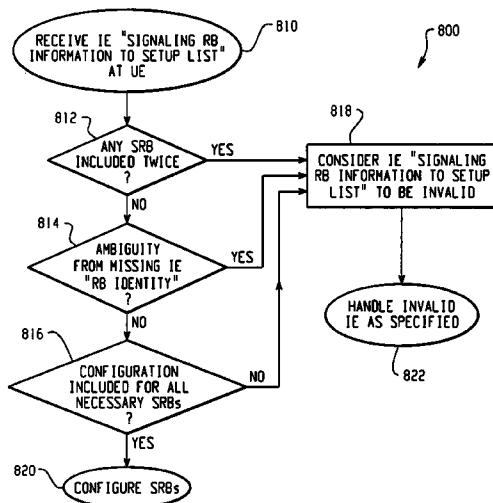 810
RECEIVE IE "SIGNALING RB
INFORMATION TO SETUP LIST"
AT UE
800
812
ANY SRB
INCLUDED TWICE
?
YES
NO
818
CONSIDER IE "SIGNALING
RB INFORMATION TO SETUP
LIST" TO BE INVALID
814
AMBIGUITY
FROM MISSING IE
"RB IDENTITY"
?
YES
NO
HANDLE INVALID
IE AS SPECIFIED
822
816
CONFIGURATION
INCLUDED FOR ALL
NECESSARY SRBs
?
NO
YES
820
CONFIGURE SRBs